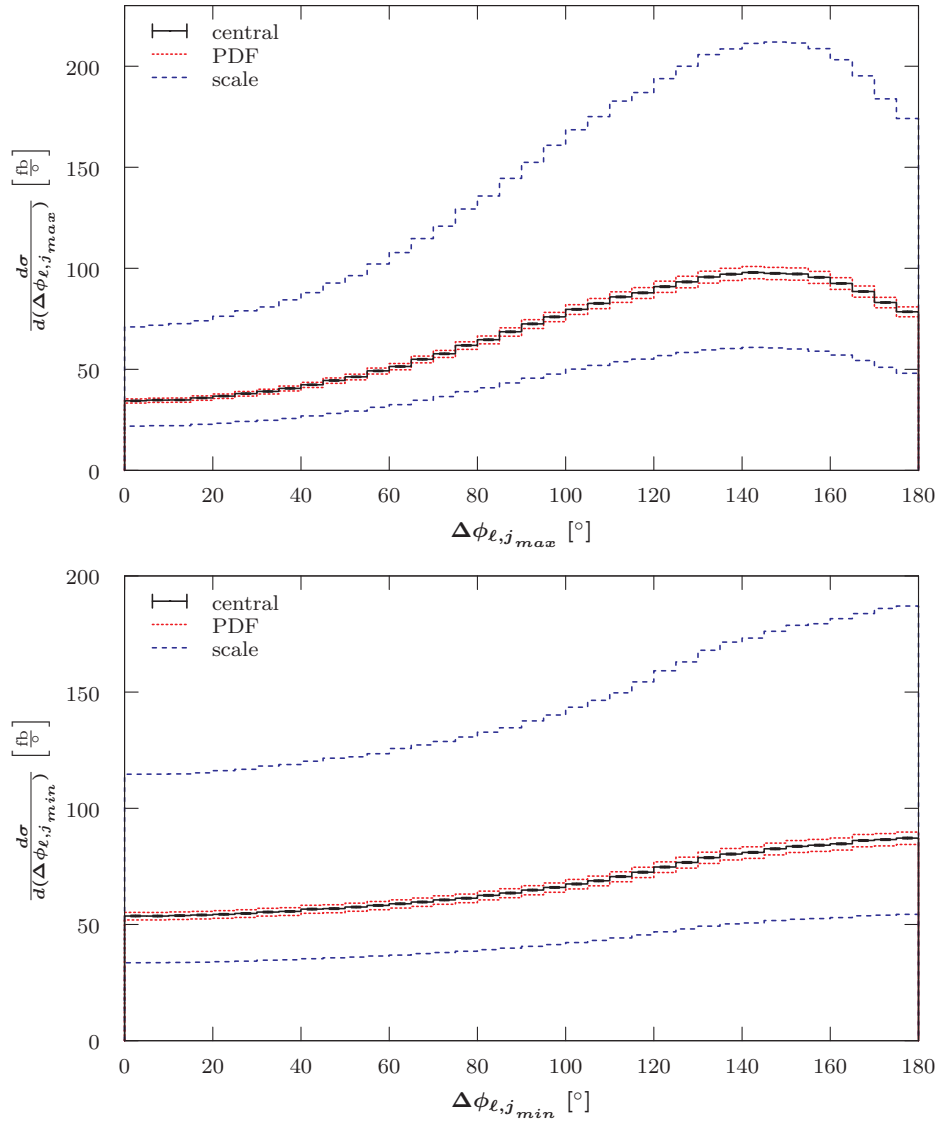 central
PDF
scale
dσ/d(Δϕℓ,jmax) [fb/°]
200
150
100
50
0
0 20 40 60 80 100 120 140 160 180
Δϕℓ,jmax [°]
central
PDF
scale
dσ/d(Δϕℓ,jmin) [fb/°]
200
150
100
50
0
0 20 40 60 80 100 120 140 160 180
Δϕℓ,jmin [°]